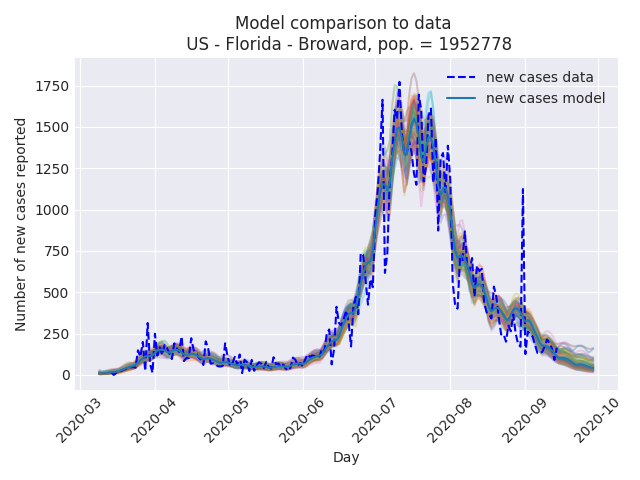 Model comparison to data
US - Florida - Broward, pop. = 1952778
new cases data
new cases model
Number of new cases reported
1750
1500
1250
1000
750
500
250
0
2020-03
2020-04
2020-05
2020-06
2020-07
2020-08
2020-09
2020-10
Day